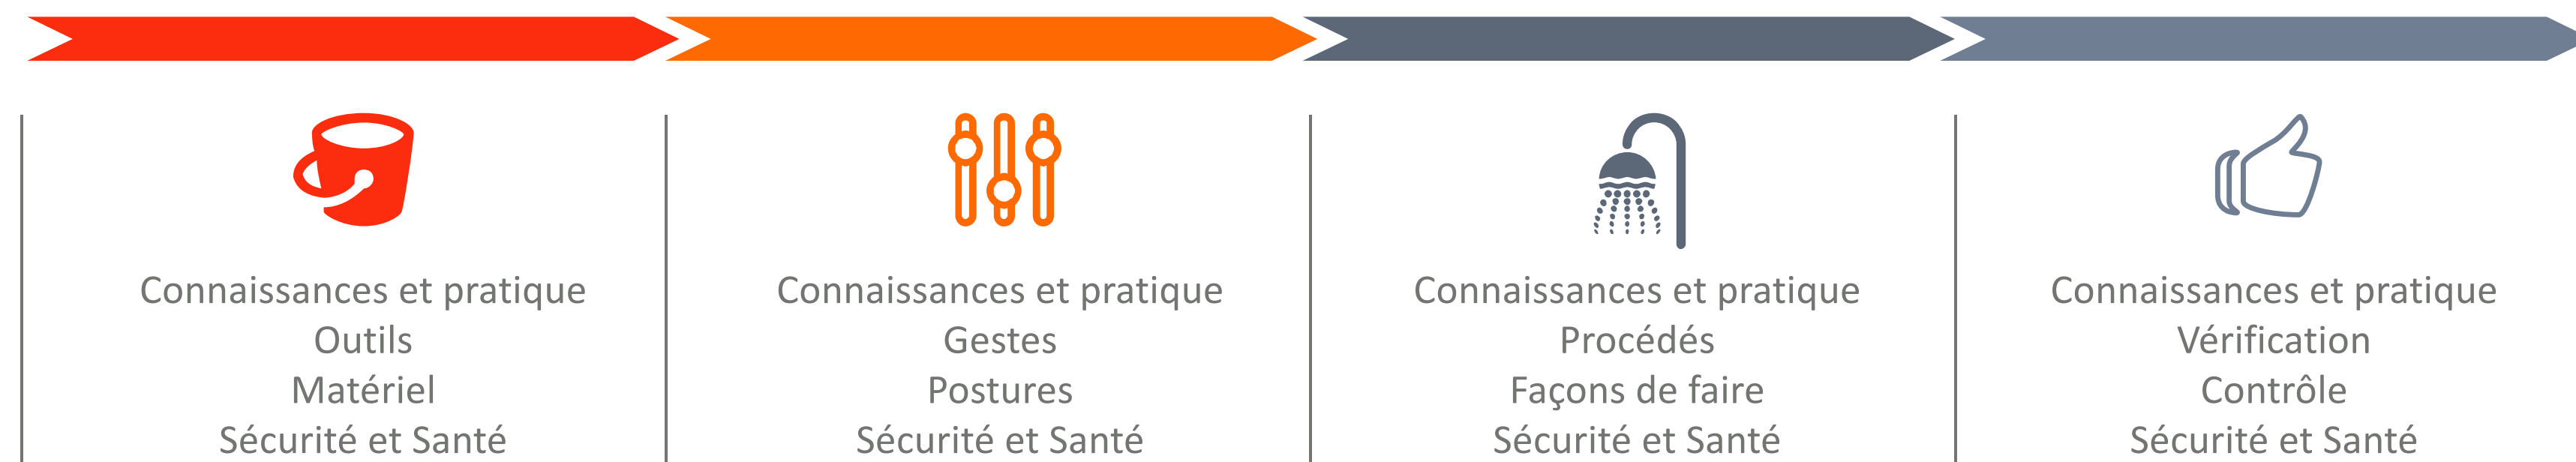 Connaissances et pratique
Outils
Matériel
Sécurité et Santé
Connaissances et pratique
Gestes
Postures
Sécurité et Santé
Connaissances et pratique
Procédés
Façons de faire
Sécurité et Santé
Connaissances et pratique
Vérification
Contrôle
Sécurité et Santé